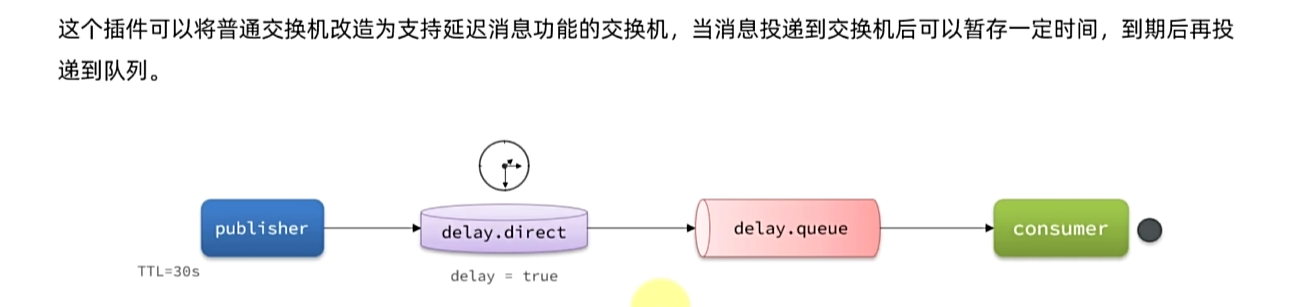 这个插件可以将普通交换机改造为支持延迟消息功能的交换机，当消息投递到交换机后可以暂存一定时间，到期后再投
递到队列。
publisher
delay.direct
delay.queue
consumer
TTL=30s
delay = true